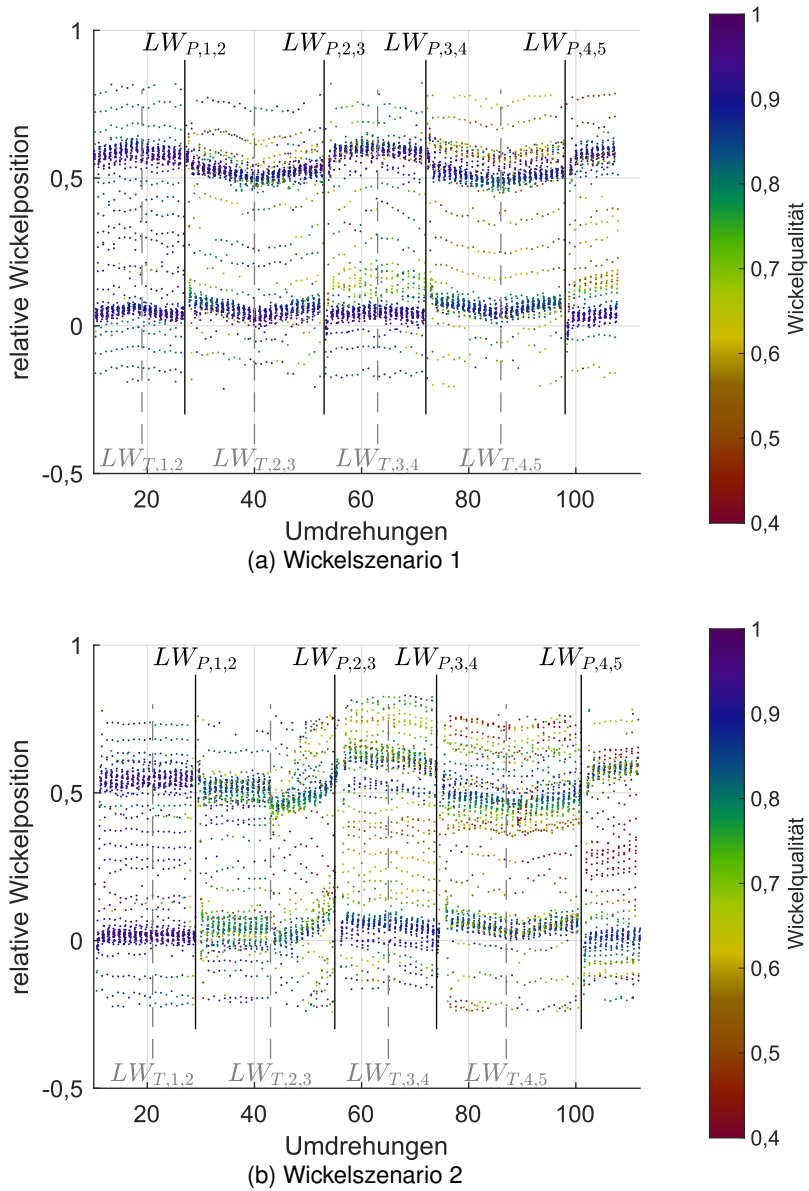 LW_{P,1,2} LW_{P,2,3} LW_{P,3,4} LW_{P,4,5}
1
0,5
0
-0,5
relative Wickelposition
LW_{T,1,2} LW_{T,2,3} LW_{T,3,4} LW_{T,4,5}
20 40 60 80 100
Umdrehungen
1
0,9
0,8
0,7
0,6
0,5
0,4
Wickelqualität
(a) Wickelszenario 1
LW_{P,1,2} LW_{P,2,3} LW_{P,3,4} LW_{P,4,5}
1
0,5
0
-0,5
relative Wickelposition
LW_{T,1,2} LW_{T,2,3} LW_{T,3,4} LW_{T,4,5}
20 40 60 80 100
Umdrehungen
1
0,9
0,8
0,7
0,6
0,5
0,4
Wickelqualität
(b) Wickelszenario 2